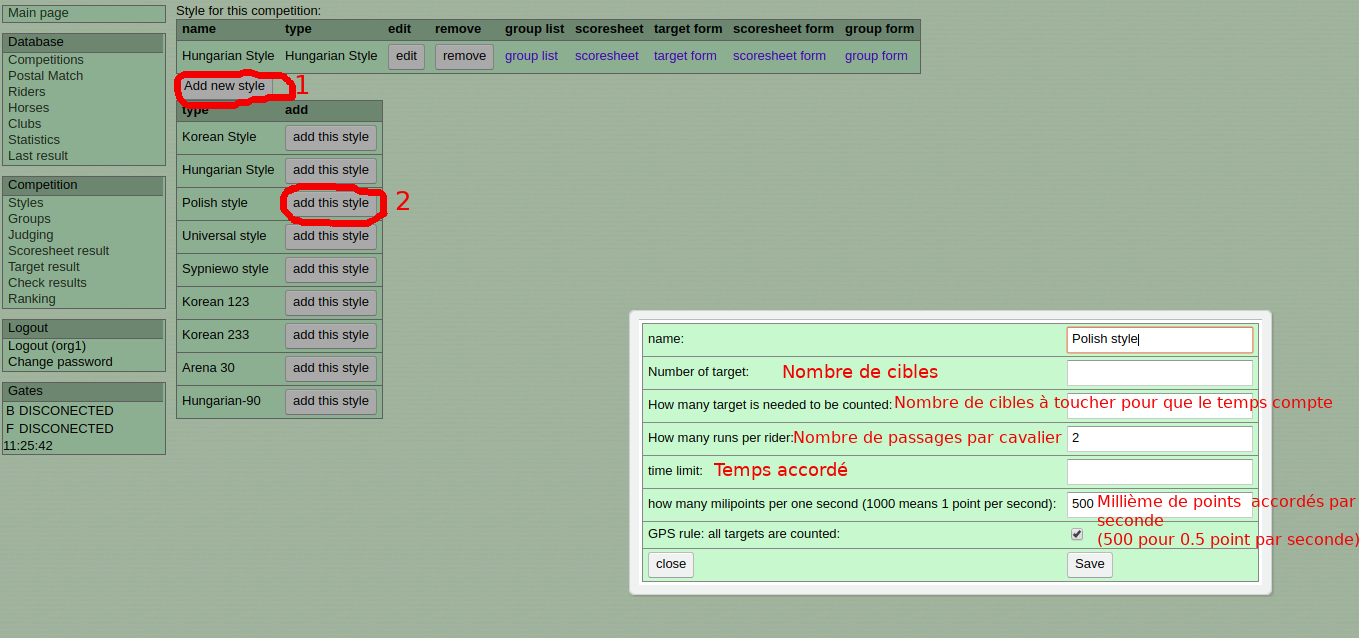 Main page
Database
Competitions
Postal Match
Riders
Horses
Clubs
Statistics
Last result
Competition
Styles
Groups
Judging
Scoresheet result
Target result
Check results
Ranking
Logout
Logout (org1)
Change password
Gates
B DISCONECTED
F DISCONECTED
11:25:42
Style for this competition:
name type edit remove group list scoresheet target form scoresheet form group form
Hungarian Style Hungarian Style edit remove group list scoresheet target form scoresheet form group form
Add new style 1
type add
Korean Style add this style
Hungarian Style add this style
Polish style add this style 2
Universal style add this style
Sypniewo style add this style
Korean 123 add this style
Korean 233 add this style
Arena 30 add this style
Hungarian-90 add this style
name: Polish style
Number of target: Nombre de cibles
How many target is needed to be counted: Nombre de cibles à toucher pour que le temps compte
How many runs per rider: Nombre de passages par cavalier 2
time limit: Temps accordé
how many milipoints per one second (1000 means 1 point per second): 500 Millième de points accordés par
seconde
(500 pour 0.5 point par seconde)
GPS rule: all targets are counted:
close Save